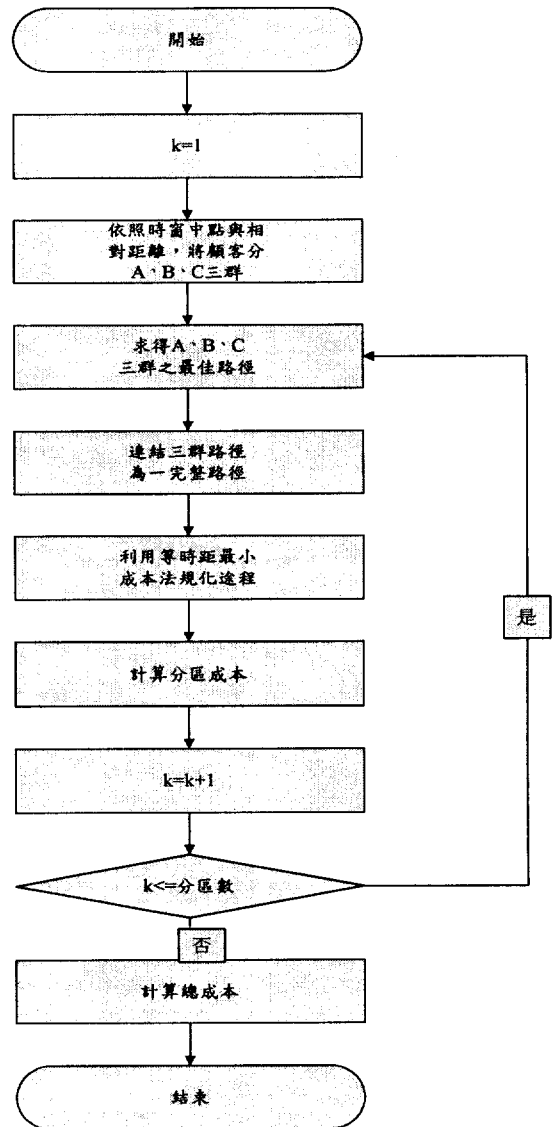 開始
k=1
依照時窗中點與相
對距離，將顧客分
A、B、C三群
求得A、B、C
三群之最佳路徑
連結三群路徑
為一完整路徑
利用等時距最小
成本法規化途程
計算分區成本
k=k+1
k<=分區數
是
否
計算總成本
結束